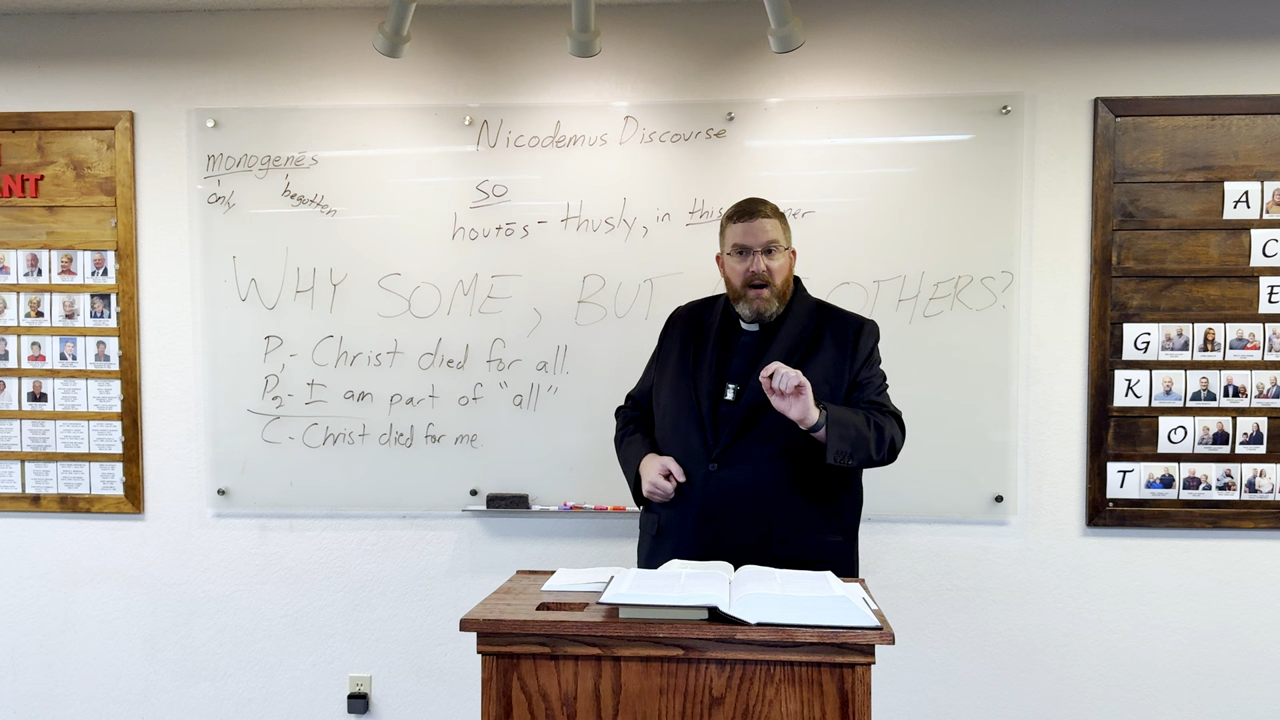 Nicodemus Discourse
monogenēs
only begotten
so
houtōs - thusly, in this
WHY SOME, BUT OTHERS?
P1 - Christ died for all.
P2 - I am part of "all"
C - Christ died for me.
ANT
A
C
E
G
K
O
T